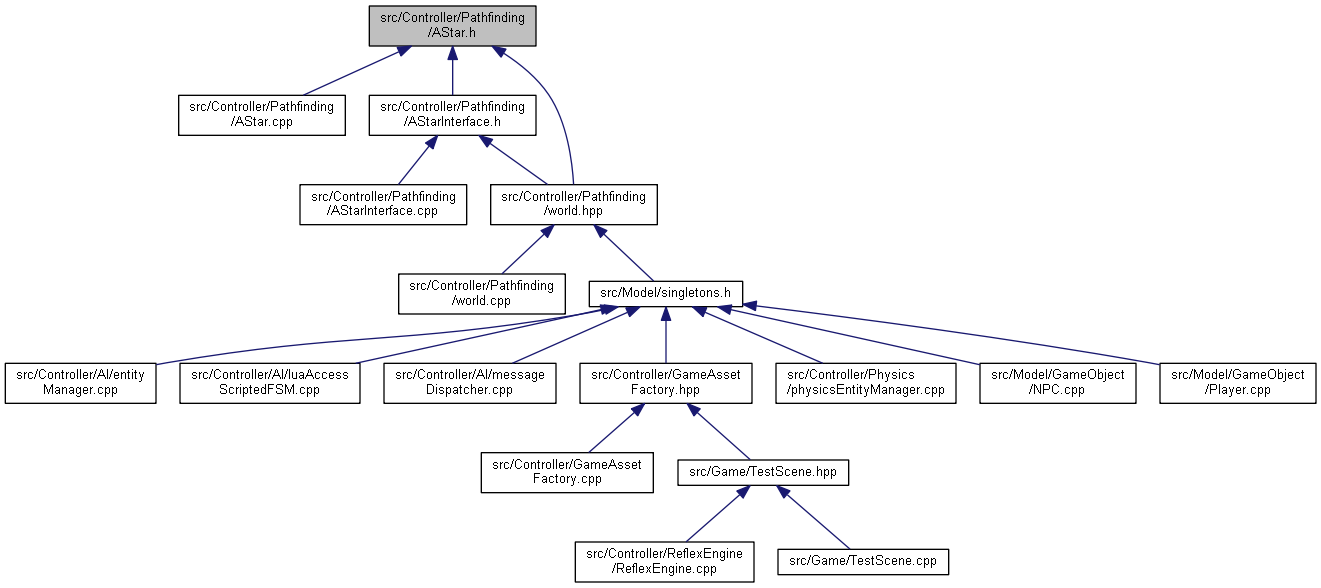 src/Controller/Pathfinding
/AStar.h
src/Controller/Pathfinding
/AStar.cpp
src/Controller/Pathfinding
/AStarInterface.h
src/Controller/Pathfinding
/AStarInterface.cpp
src/Controller/Pathfinding
/world.hpp
src/Controller/Pathfinding
/world.cpp
src/Model/singletons.h
src/Controller/AI/entity
Manager.cpp
src/Controller/AI/luaAccess
ScriptedFSM.cpp
src/Controller/AI/message
Dispatcher.cpp
src/Controller/GameAsset
Factory.hpp
src/Controller/Physics
/physicsEntityManager.cpp
src/Model/GameObject
/NPC.cpp
src/Model/GameObject
/Player.cpp
src/Controller/GameAsset
Factory.cpp
src/Game/TestScene.hpp
src/Controller/ReflexEngine
/ReflexEngine.cpp
src/Game/TestScene.cpp